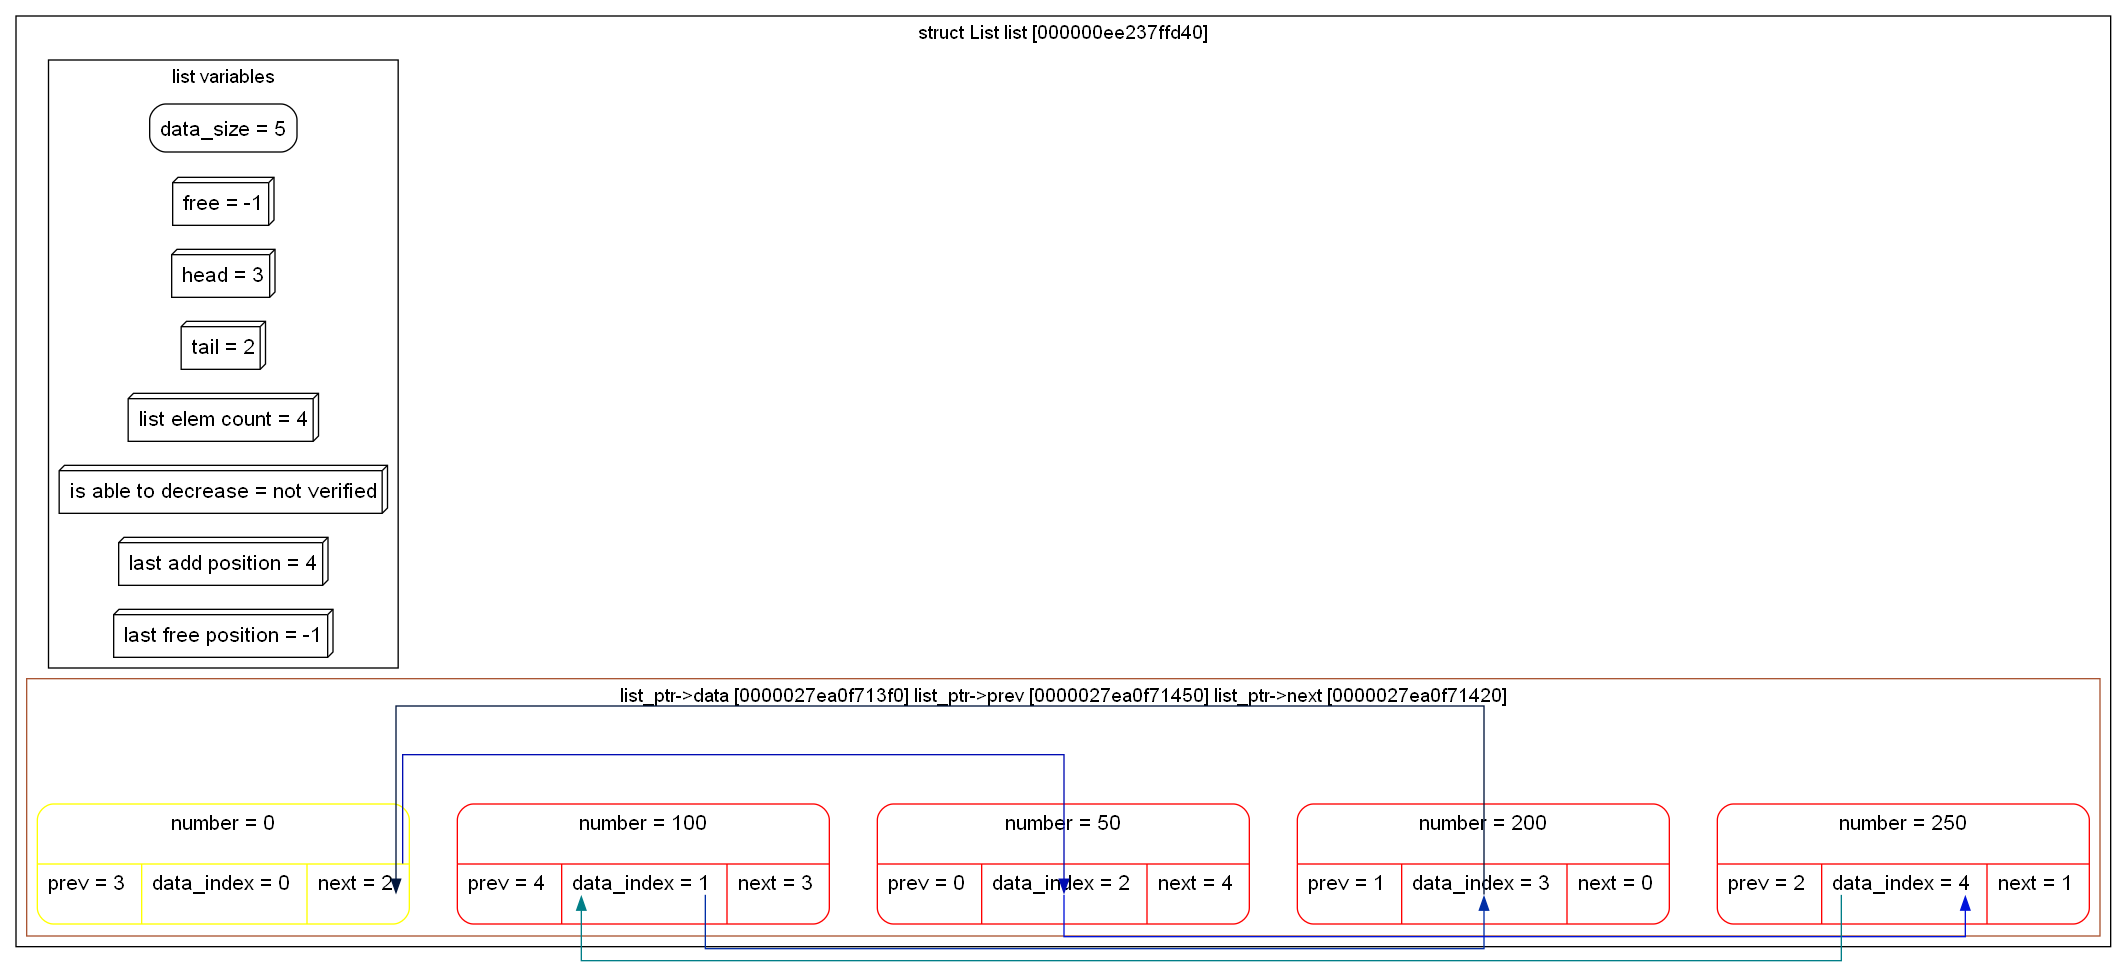 struct List list [000000ee237ffd40]
list variables
data_size = 5
free = -1
head = 3
tail = 2
list elem count = 4
is able to decrease = not verified
last add position = 4
last free position = -1
list_ptr->data [0000027ea0f713f0] list_ptr->prev [0000027ea0f71450] list_ptr->next [0000027ea0f71420]
number = 0
prev = 3 data_index = 0 next = 2
number = 100
prev = 4 data_index = 1 next = 3
number = 50
prev = 0 data_index = 2 next = 4
number = 200
prev = 1 data_index = 3 next = 0
number = 250
prev = 2 data_index = 4 next = 1